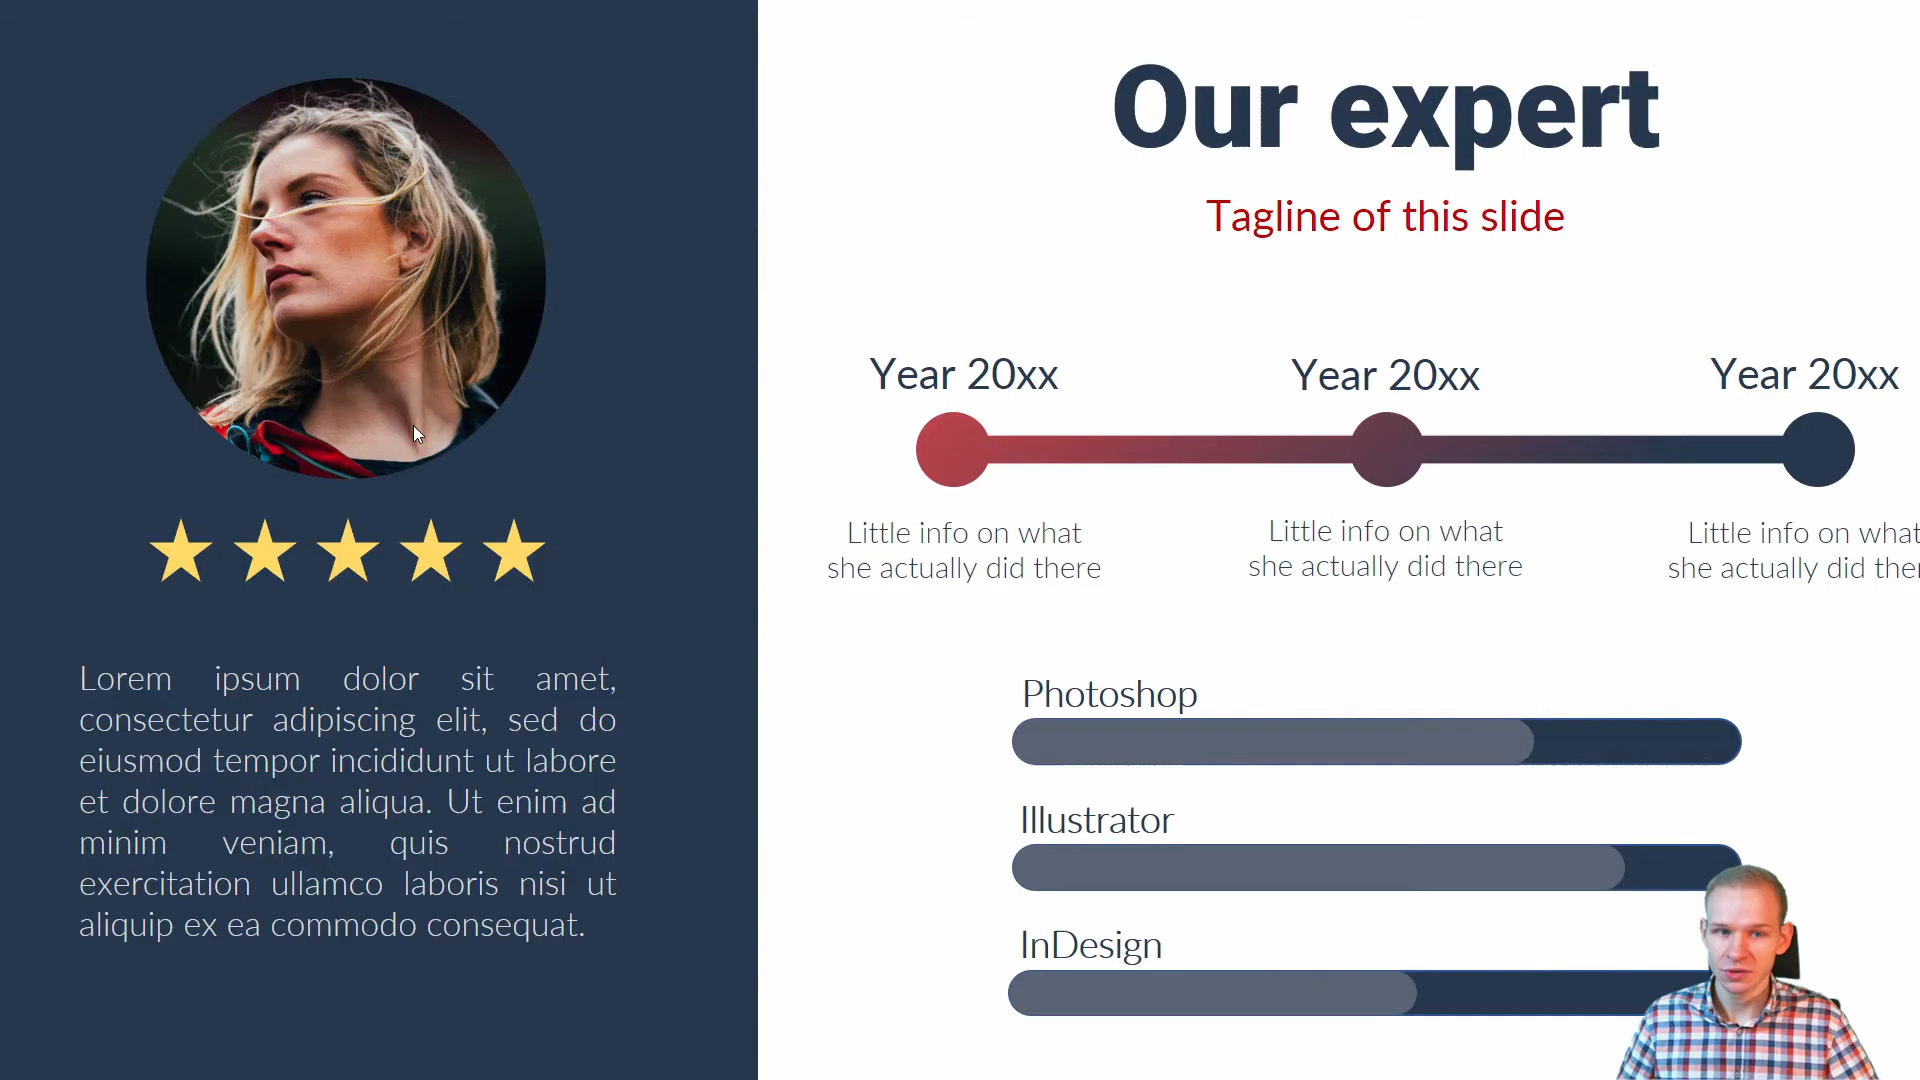 Our expert
Tagline of this slide
Year 20xx
Year 20xx
Year 20xx
Little info on what
she actually did there
Little info on what
she actually did there
Little info on what
she actually did
Photoshop
Illustrator
InDesign
Lorem ipsum dolor sit amet,
consectetur adipiscing elit, sed do
eiusmod tempor incididunt ut labore
et dolore magna aliqua. Ut enim ad
minim veniam, quis nostrud
exercitation ullamco laboris nisi ut
aliquip ex ea commodo consequat.